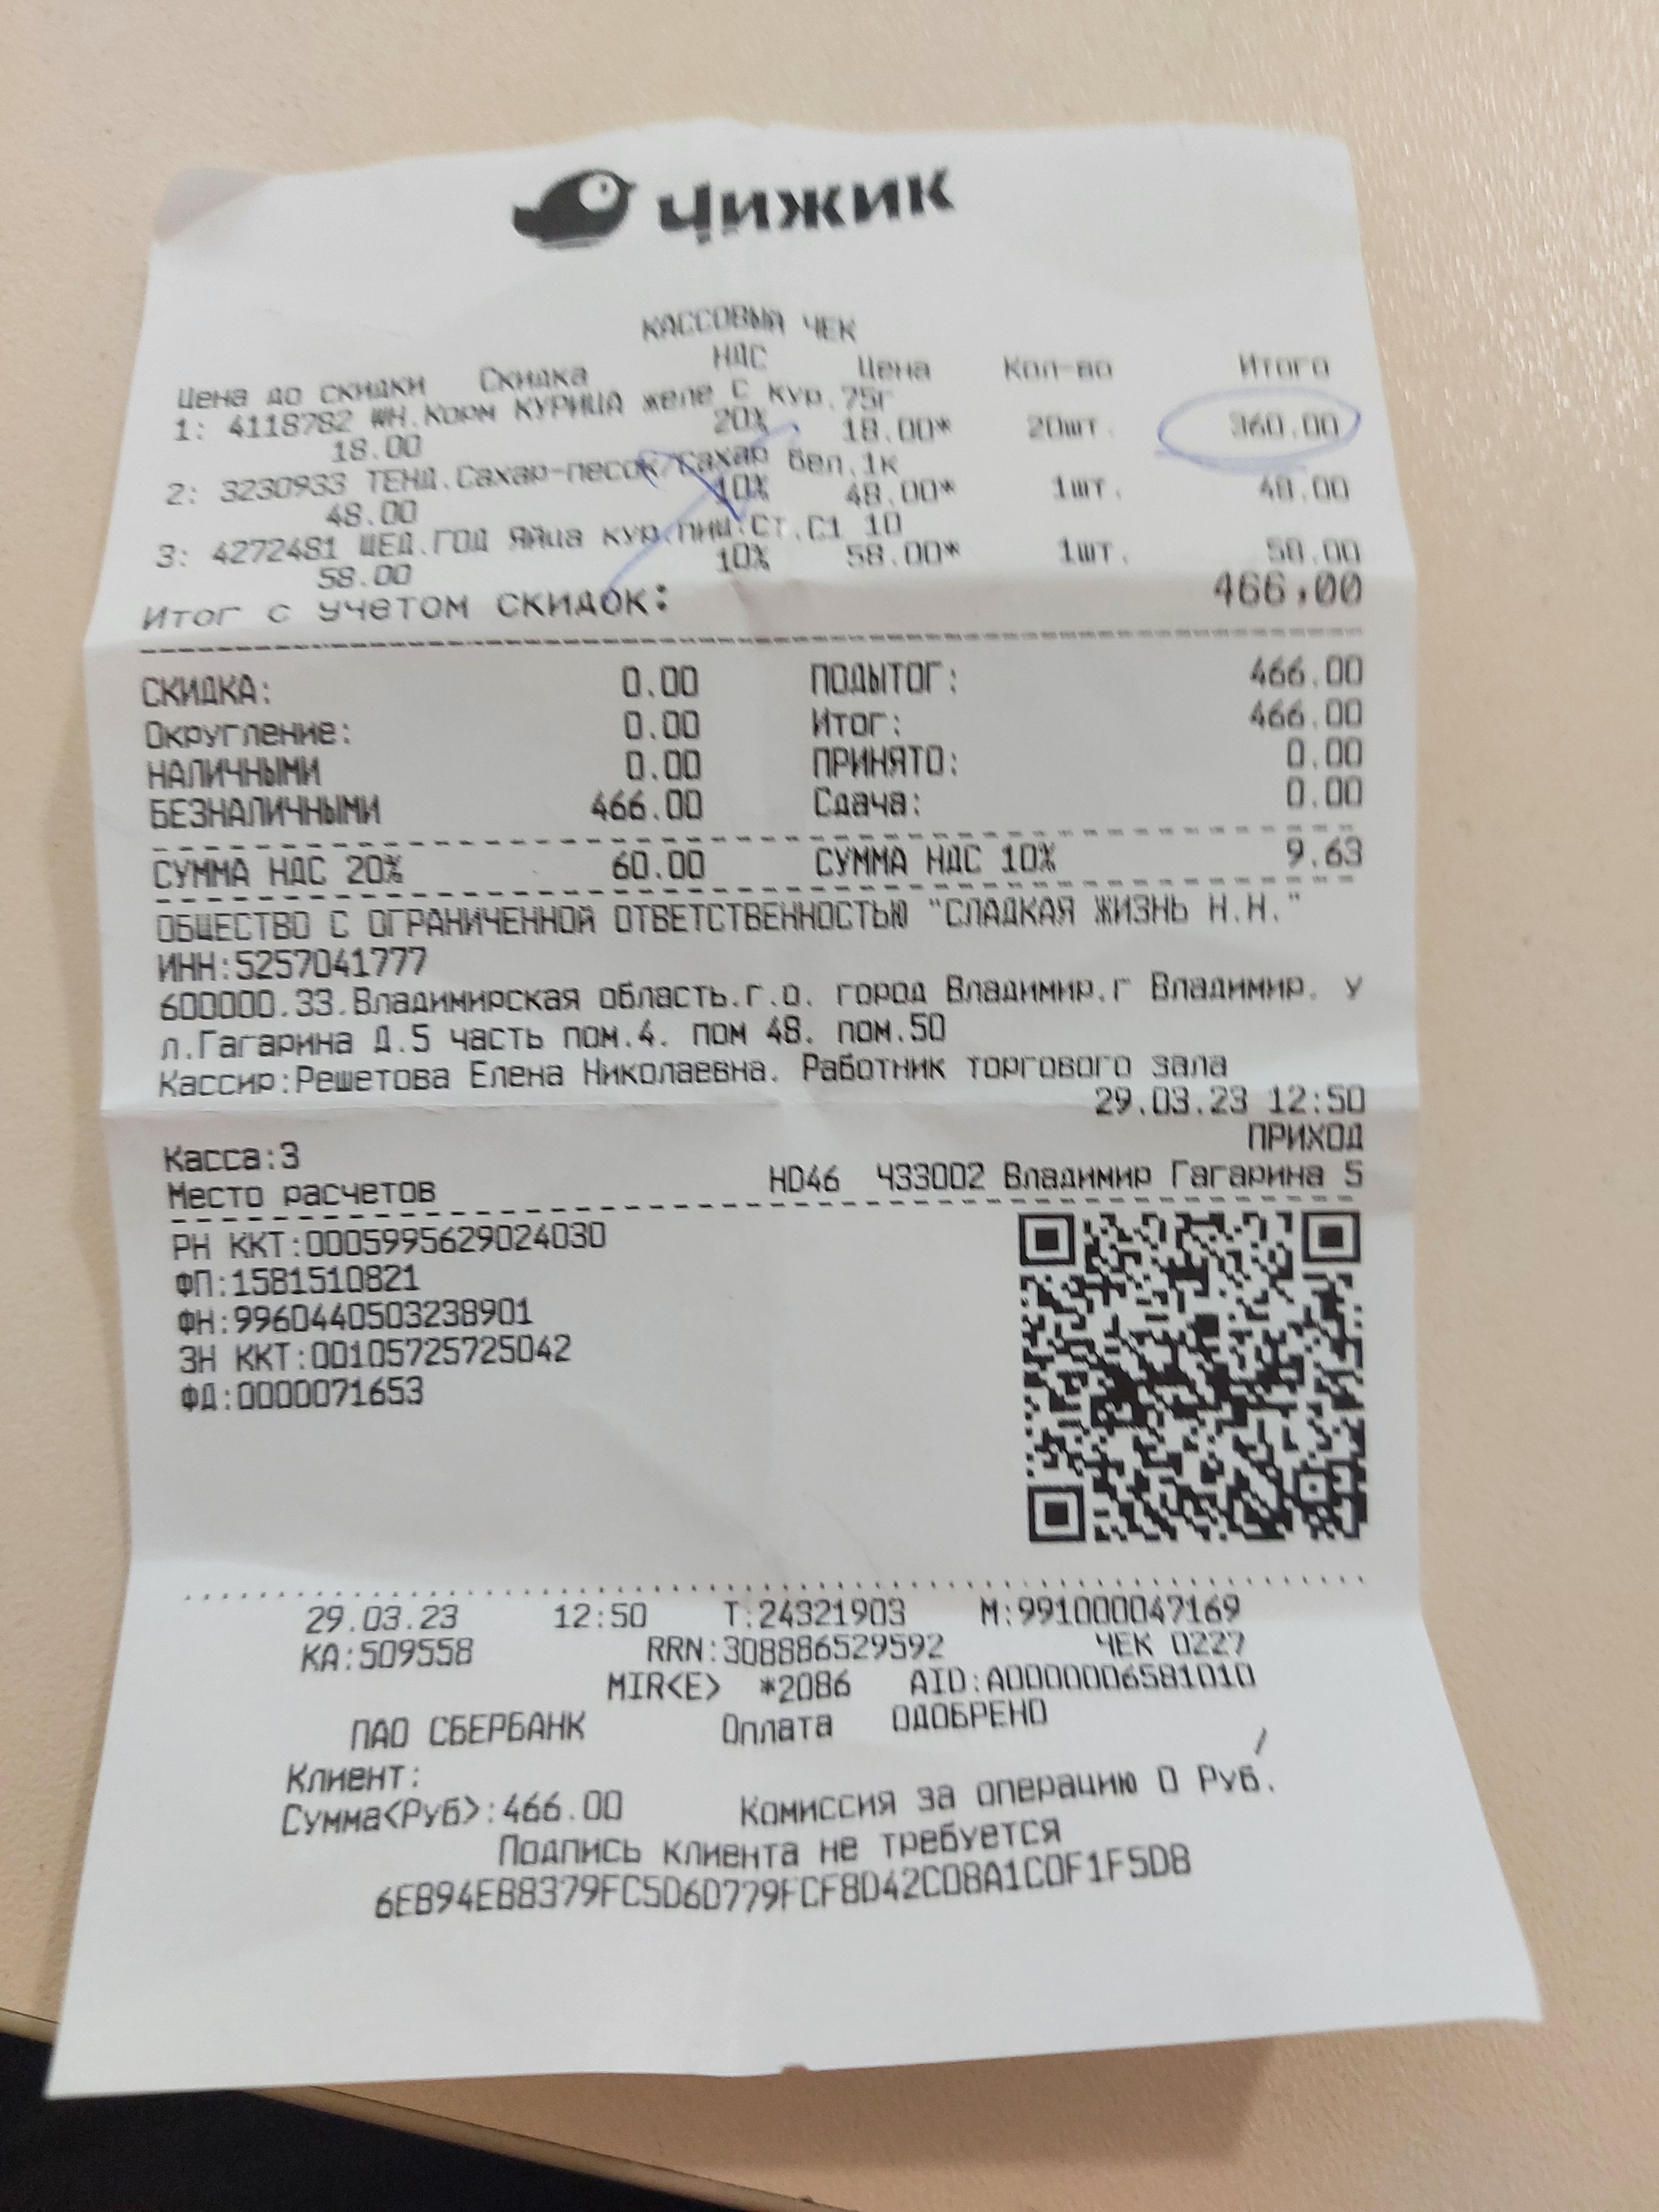 Чижик
КАССОВЫЙ ЧЕК
Цена до скидки Скидка НДС Цена Кол-во Итого
1: 4118782 WH.Корм КУРИЦА желе С кур.75г
18.00 20% 18.00* 20шт. 360.00
2: 3230933 ТЕНД.Сахар-песок/сахар бел.1к
48.00 10% 48.00* 1шт. 48.00
3: 4272481 ЩЕД.ГОД Яйца кур.пищ.Ст.С1 10
58.00 10% 58.00* 1шт. 58.00
Итог с учетом скидок: 466,00
СКИДКА: 0.00 ПОДЫТОГ: 466.00
Округление: 0.00 Итог: 466.00
НАЛИЧНЫМИ 0.00 ПРИНЯТО: 0.00
БЕЗНАЛИЧНЫМИ 466.00 Сдача: 0.00
СУММА НДС 20% 60.00 СУММА НДС 10% 9.63
ОБЩЕСТВО С ОГРАНИЧЕННОЙ ОТВЕТСТВЕННОСТЬЮ "СЛАДКАЯ ЖИЗНЬ Н.Н."
ИНН:5257041777
600000.33.Владимирская область.г.о. город Владимир.г Владимир. у
л.Гагарина Д.5 часть пом.4. пом 48. пом.50
Кассир:Решетова Елена Николаевна. Работник торгового зала
29.03.23 12:50
ПРИХОД
Касса:3
Место расчетов HD46 Ч33002 Владимир Гагарина 5
РН ККТ:0005995629024030
ФП:1581510821
ФН:9960440503238901
ЗН ККТ:00105725725042
ФД:0000071653
29.03.23 12:50 Т:24321903 М:991000047169
КА:509558 RRN:308886529592 ЧЕК 0227
MIR<E> *2086 AID:A0000006581010
ПАО СБЕРБАНК Оплата ОДОБРЕНО
Клиент:
Сумма<Руб>:466.00 Комиссия за операцию 0 Руб.
Подпись клиента не требуется
6EB94EB8379FC5D6D779FCF8D42C08A1C0F1F5DB